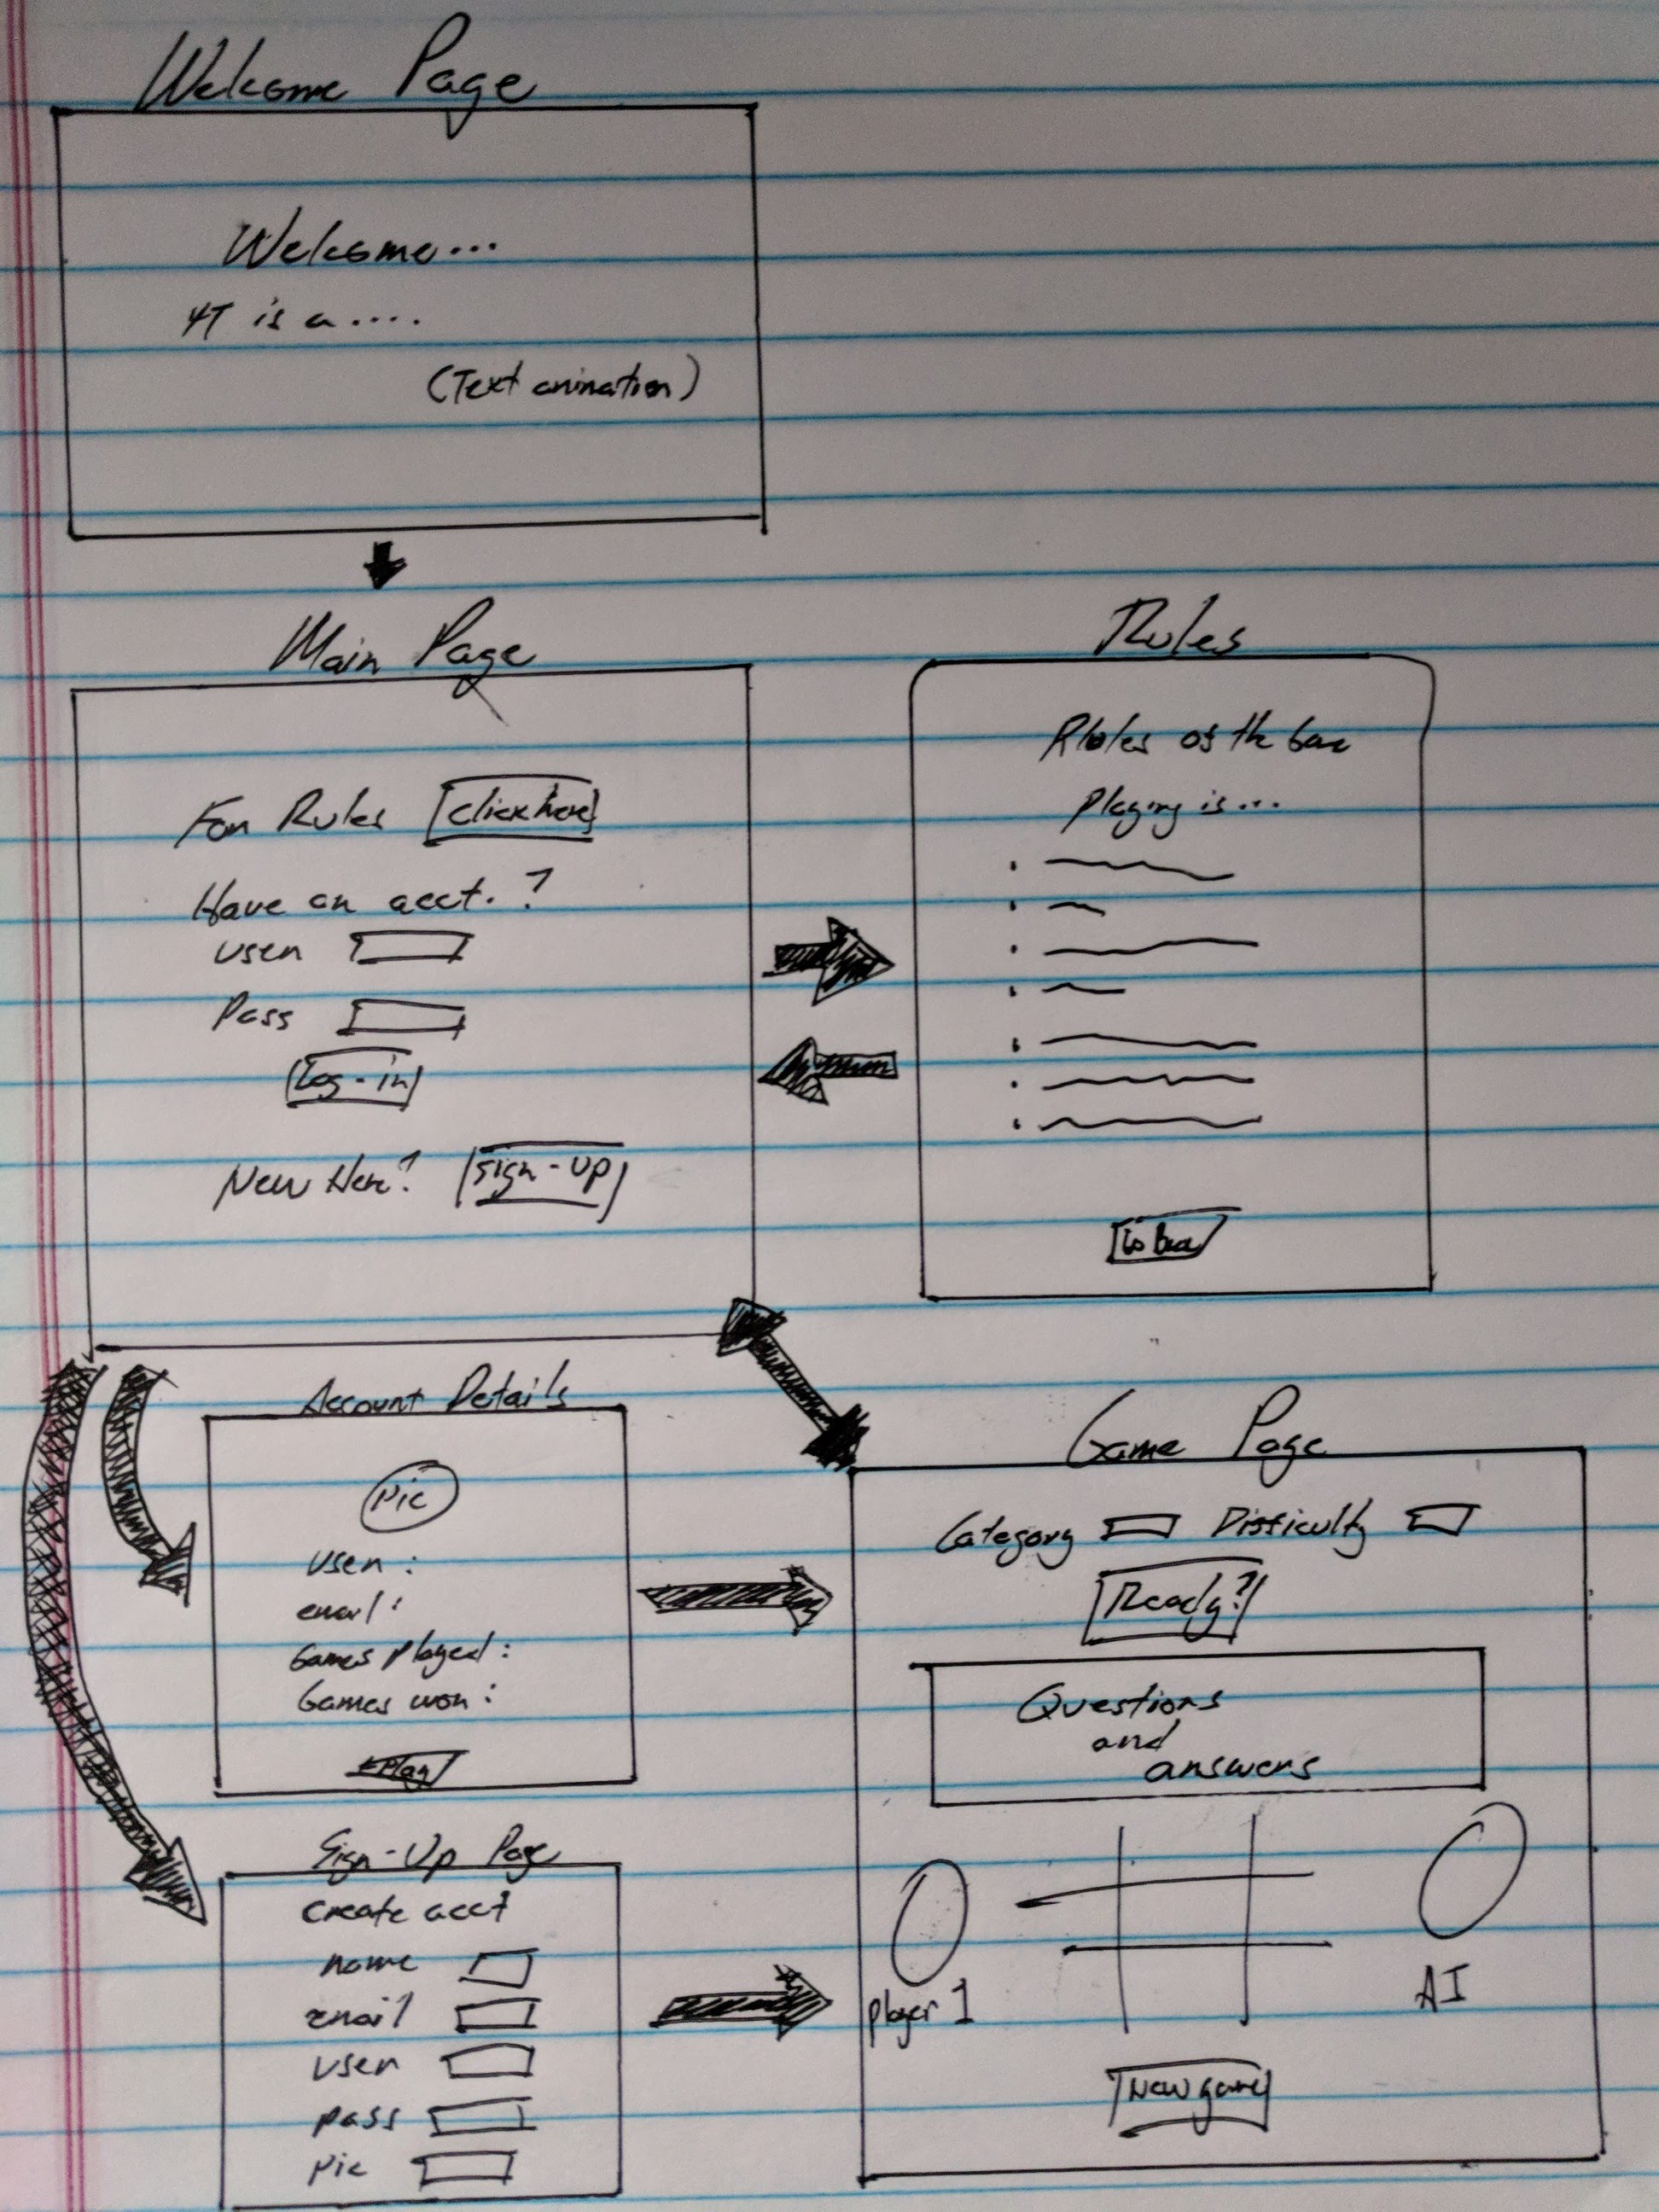 Welcome Page
Welcome...
4T is a....
(Text animation)
Main Page
For Rules click here
Have an acct.?
user
Pass
Log-in
New Here? sign-up
Rules
Rules of the Game
Playing is...
Account Details
Pic
user:
email:
Games Played:
Games won:
Play
Sign-Up Page
create acct
name
email
user
pass
pic
Game Page
Category Difficulty
Ready?
Questions
and
answers
player 1
AI
New game